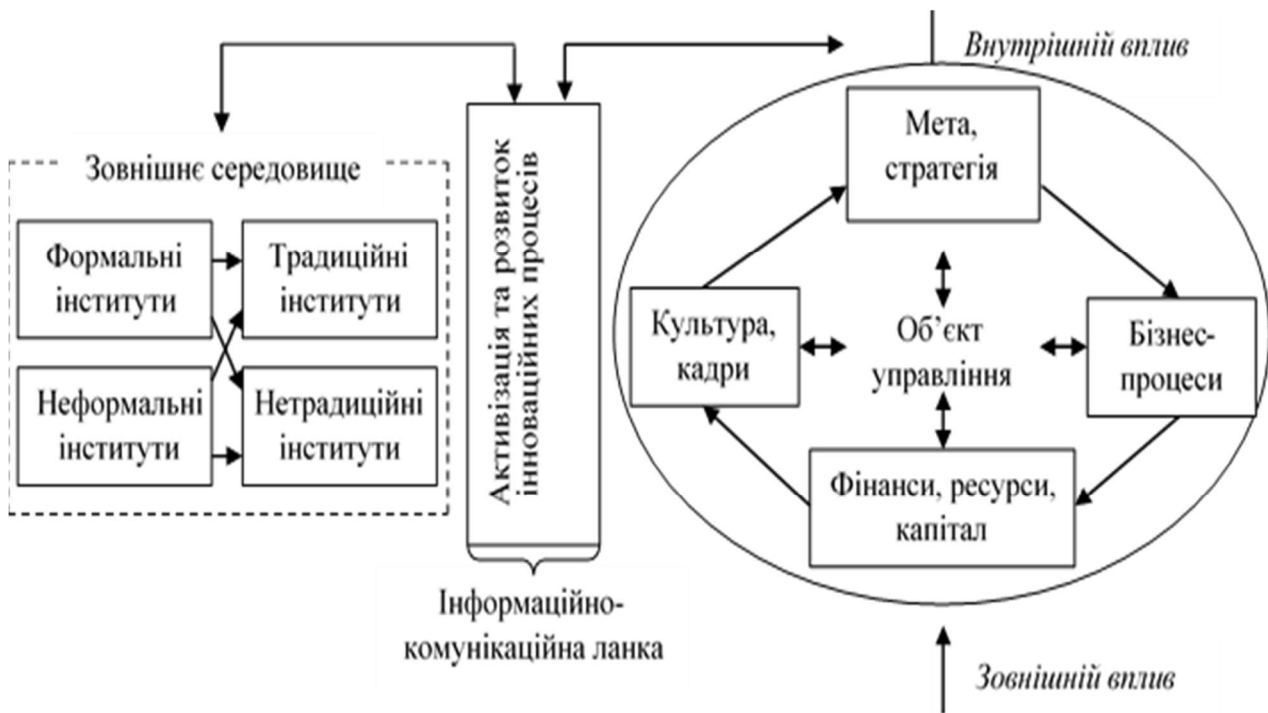 Зовнішнє середовище
Формальні
інститути
Традиційні
інститути
Неформальні
інститути
Нетрадиційні
інститути
Активізація та розвиток
інноваційних процесів
Інформаційно-
комунікаційна ланка
Внутрішній вплив
Мета,
стратегія
Культура,
кадри
Об’єкт
управління
Бізнес-
процеси
Фінанси, ресурси,
капітал
Зовнішній вплив